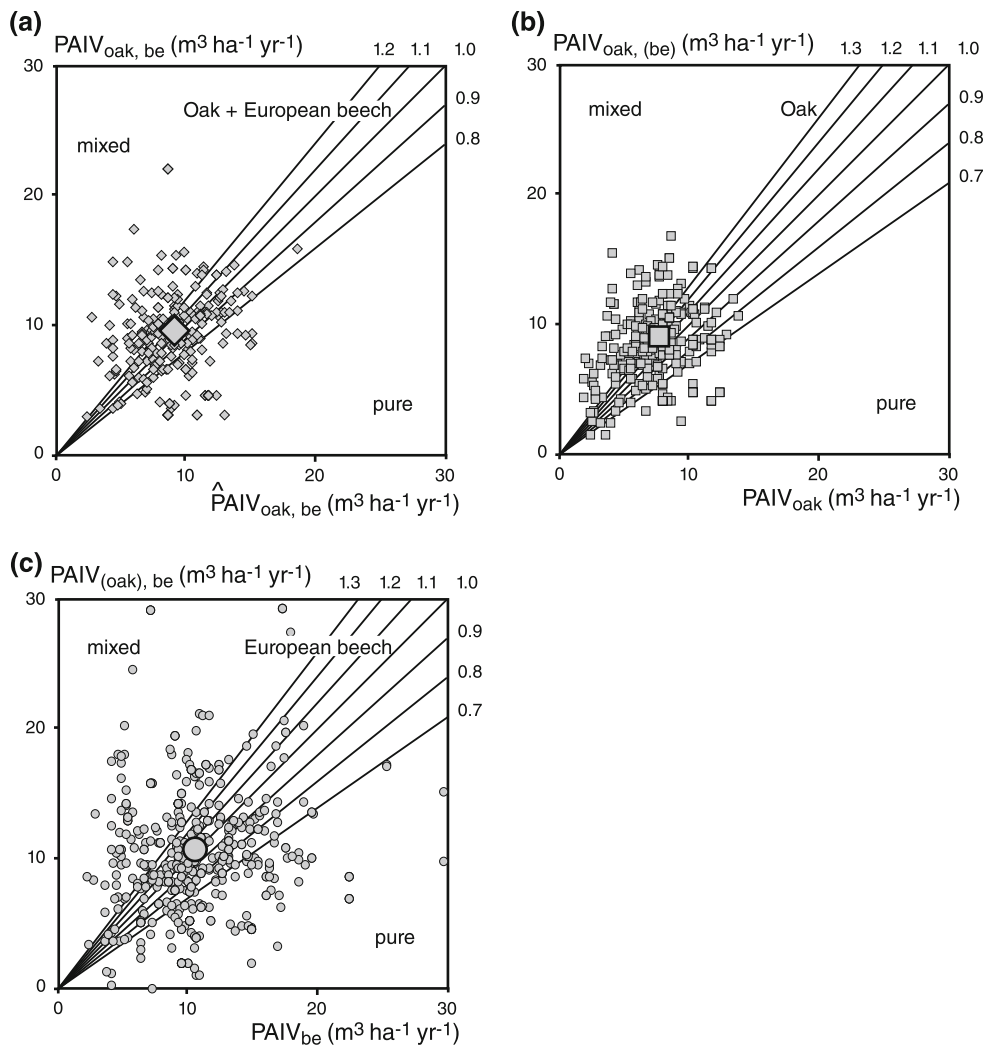 (a)
PAIVoak, be (m3 ha-1 yr-1) 1.2 1.1 1.0
30
Oak + European beech
0.9
mixed
0.8
20
10
pure
0
0 10 20 30
^PAIVoak, be (m3 ha-1 yr-1)
(b)
PAIVoak, (be) (m3 ha-1 yr-1) 1.3 1.2 1.1 1.0
30
mixed Oak
0.9
0.8
0.7
20
10
pure
0
0 10 20 30
PAIVoak (m3 ha-1 yr-1)
(c)
PAIV(oak), be (m3 ha-1 yr-1) 1.3 1.2 1.1 1.0
30
mixed European beech
0.9
0.8
0.7
20
10
pure
0
0 10 20 30
PAIVbe (m3 ha-1 yr-1)